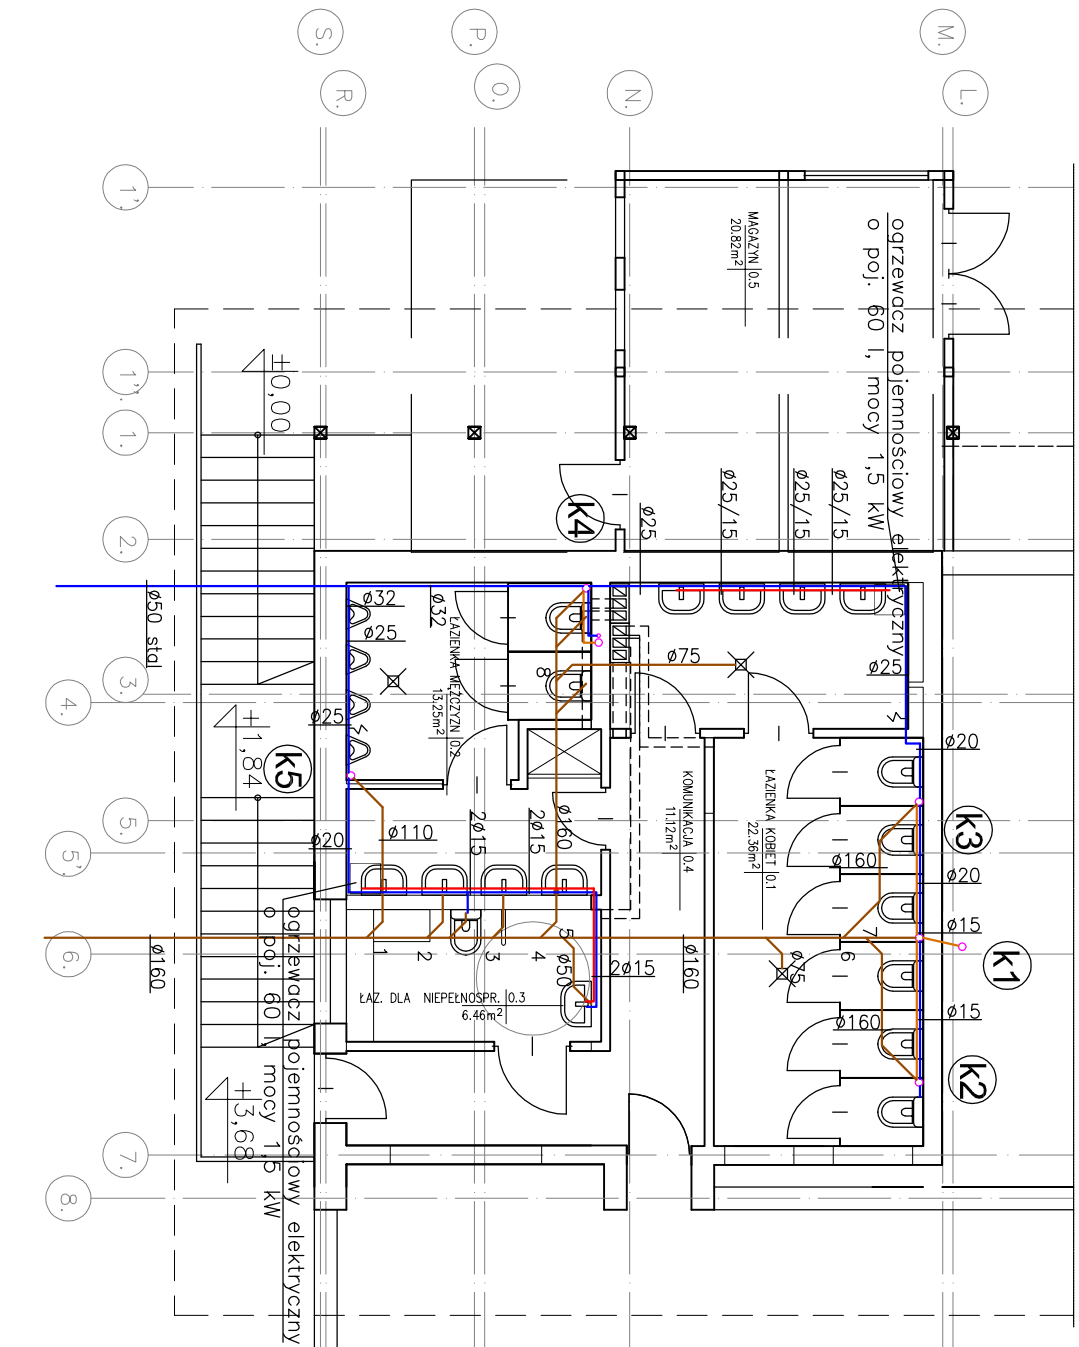 S.
R.
P.
O.
N.
M.
L.
1'.
1''.
1.
2.
3.
4.
5.
5'.
6.
7.
8.
MAGAZYN 0.5
20.82m²
ogrzewacz pojemnościowy elektryczny
o poj. 60 l, mocy 1,5 kW
±0,00
+1,84
+3,68
k4
k5
k3
k1
k2
ø25
ø25/15
ø25/15
ø25/15
ø50 stal
ø32
ø25
ø32
ŁAZIENKA MĘŻCZYZN 0.2
13.25m²
8
ø75
ø25
ø25
ø20
ø110
2ø15
2ø15
ø160
KOMUNIKACJA 0.4
11.12m²
ŁAZIENKA KOBIET 0.1
22.36m²
ø20
ø160
ø20
ø15
ø15
ø160
ø75
ø160
ø160
1
2
3
4
5
6
7
ø50
2ø15
ŁAZ. DLA NIEPEŁNOSPR. 0.3
6.46m²
ogrzewacz pojemnościowy elektryczny
o poj. 60 l, mocy 1,5 kW